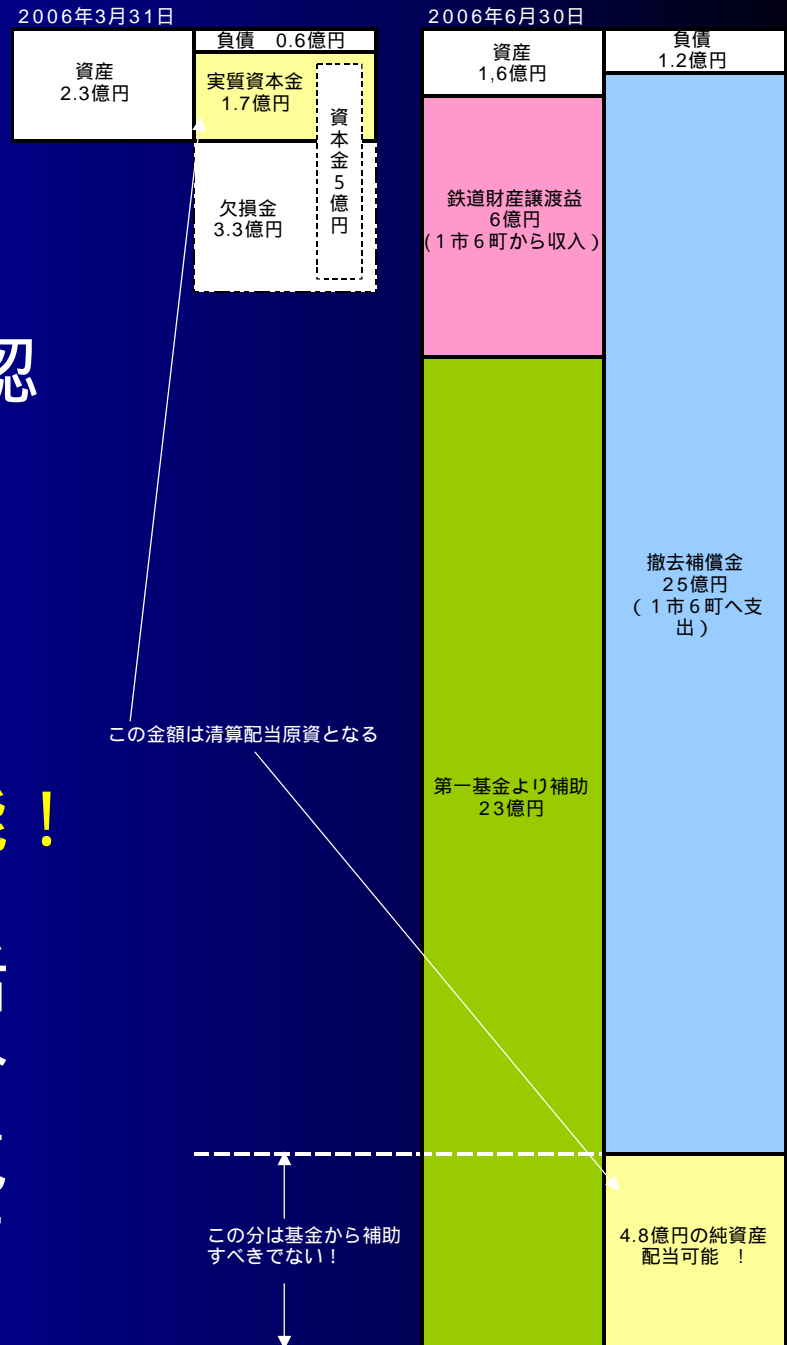 2006年3月31日
資産
2.3億円
負債 0.6億円
実質資本金
1.7億円
資本金5億円
欠損金
3.3億円
認
！
この金額は清算配当原資となる
この分は基金から補助
すべきでない！
2006年6月30日
資産
1,6億円
負債
1.2億円
鉄道財産譲渡益
6億円
(１市６町から収入）
撤去補償金
25億円
（１市６町へ支
出）
第一基金より補助
23億円
4.8億円の純資産
配当可能 ！